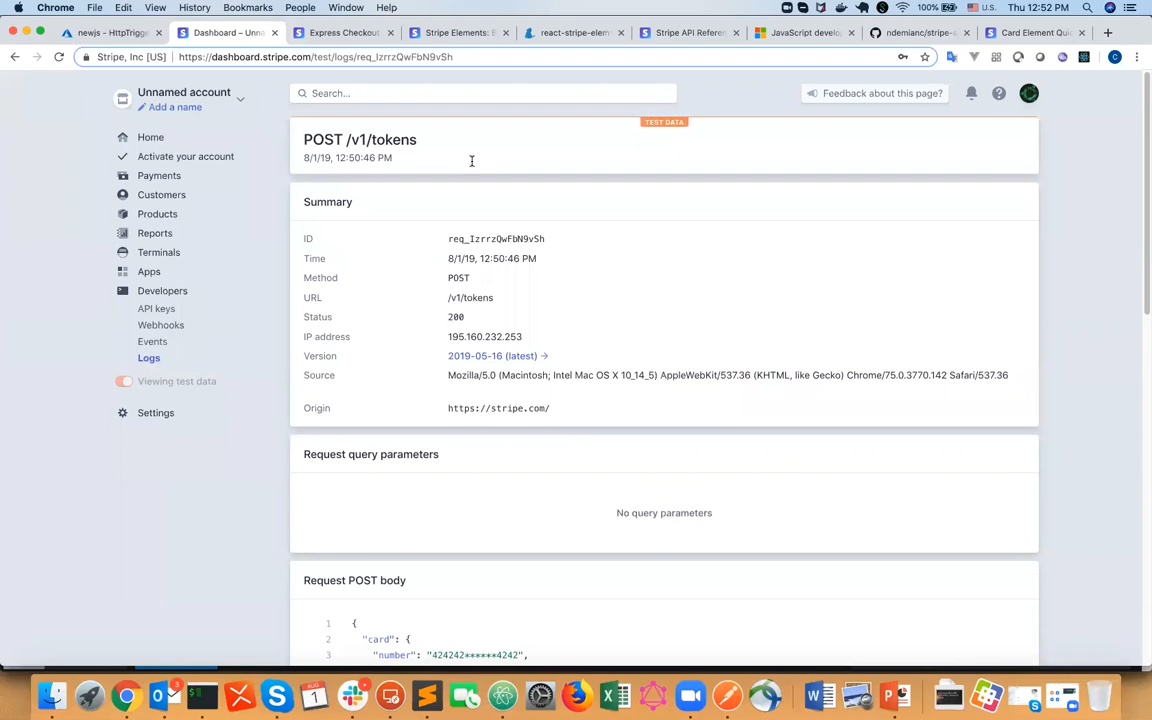 Chrome File Edit View History Bookmarks People Window Help 100% U.S. Thu 12:52 PM
newjs - HttpTrigge Dashboard – Unna Express Checkout Stripe Elements: B react-stripe-elem Stripe API Referen JavaScript develo ndemianc/stripe-s Card Element Quic
Stripe, Inc [US] https://dashboard.stripe.com/test/logs/req_IzrrzQwFbN9vSh
Unnamed account
Add a name
Search...
Feedback about this page?
Home
Activate your account
Payments
Customers
Products
Reports
Terminals
Apps
Developers
API keys
Webhooks
Events
Logs
Viewing test data
Settings
TEST DATA
POST /v1/tokens
8/1/19, 12:50:46 PM
Summary
ID req_IzrrzQwFbN9vSh
Time 8/1/19, 12:50:46 PM
Method POST
URL /v1/tokens
Status 200
IP address 195.160.232.253
Version 2019-05-16 (latest) →
Source Mozilla/5.0 (Macintosh; Intel Mac OS X 10_14_5) AppleWebKit/537.36 (KHTML, like Gecko) Chrome/75.0.3770.142 Safari/537.36
Origin https://stripe.com/
Request query parameters
No query parameters
Request POST body
1 {
2 "card": {
3 "number": "424242******4242",